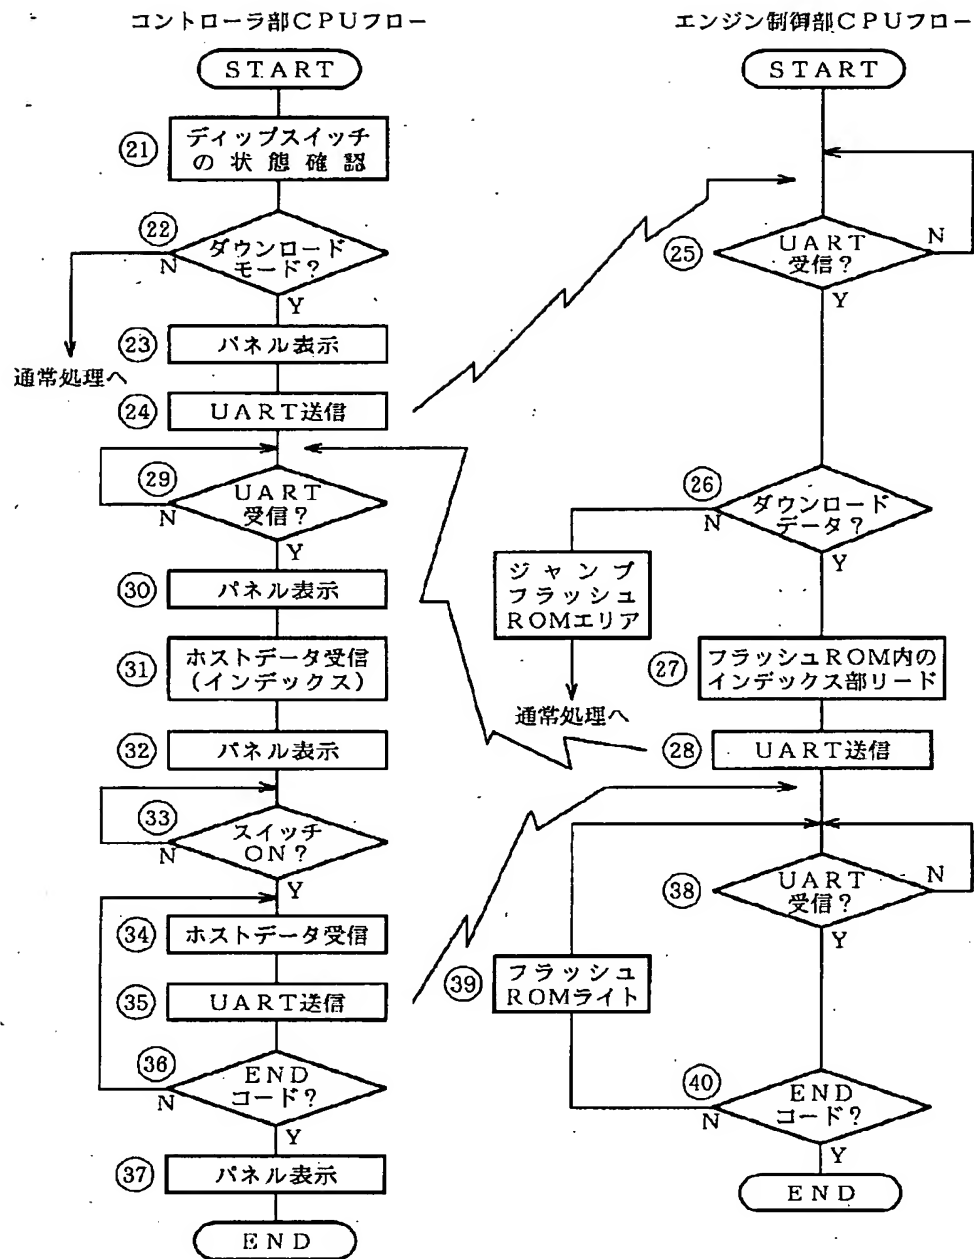 コントローラ部CPUフロー
START
㉑ ディップスイッチ
の状態確認
㉒ ダウンロード
モード?
N
Y
㉓ パネル表示
通常処理へ
㉔ UART送信
㉙ UART
受信?
N
Y
㉚ パネル表示
㉛ ホストデータ受信
(インデックス)
㉜ パネル表示
㉝ スイッチ
ON?
N
Y
㉞ ホストデータ受信
㉟ UART送信
㊱ END
コード?
N
Y
㊲ パネル表示
END
エンジン制御部CPUフロー
START
㉕ UART
受信?
N
Y
㉖ ダウンロード
データ?
N
Y
ジャンプ
フラッシュ
ROMエリア
通常処理へ
㉗ フラッシュROM内の
インデックス部リード
㉘ UART送信
㊳ UART
受信?
N
Y
㊴ フラッシュ
ROMライト
㊵ END
コード?
N
Y
END